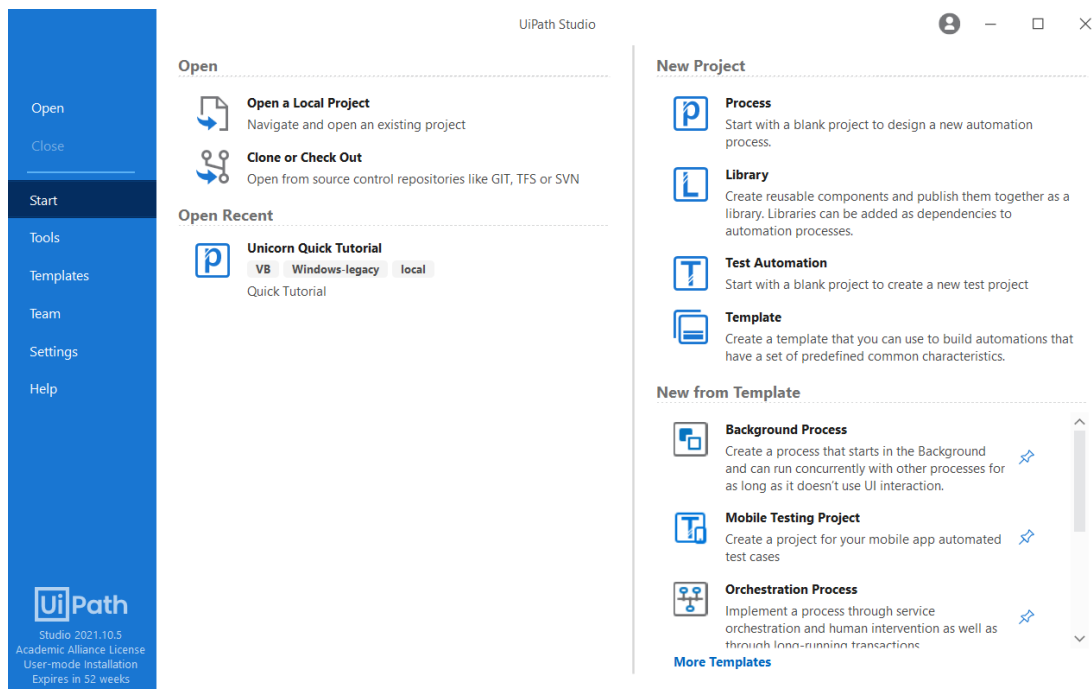 UiPath Studio
Open
Close
Start
Tools
Templates
Team
Settings
Help
UiPath
Studio 2021.10.5
Academic Alliance License
User-mode Installation
Expires in 52 weeks
Open
Open a Local Project
Navigate and open an existing project
Clone or Check Out
Open from source control repositories like GIT, TFS or SVN
Open Recent
Unicorn Quick Tutorial
VB Windows-legacy local
Quick Tutorial
New Project
Process
Start with a blank project to design a new automation
process.
Library
Create reusable components and publish them together as a
library. Libraries can be added as dependencies to
automation processes.
Test Automation
Start with a blank project to create a new test project
Template
Create a template that you can use to build automations that
have a set of predefined common characteristics.
New from Template
Background Process
Create a process that starts in the Background
and can run concurrently with other processes for
as long as it doesn't use UI interaction.
Mobile Testing Project
Create a project for your mobile app automated
test cases
Orchestration Process
Implement a process through service
orchestration and human intervention as well as
through long-running transactions
More Templates